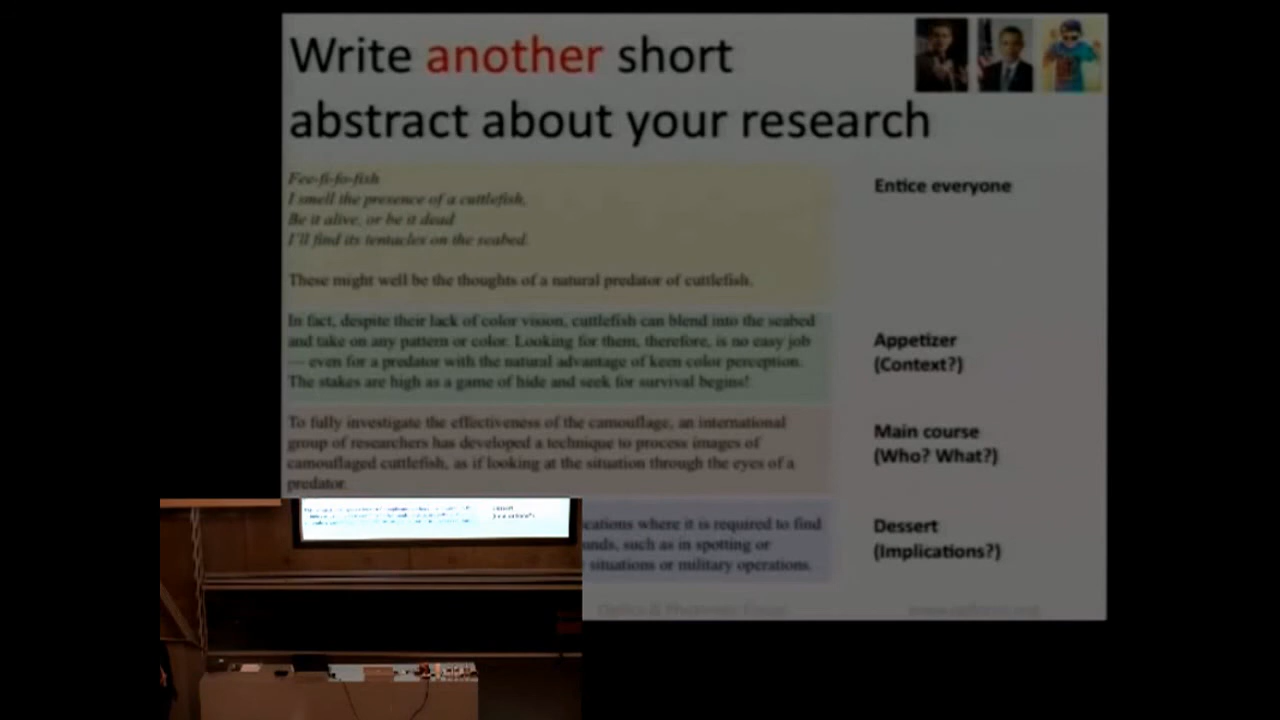 Write another short
abstract about your research
Fee-fi-fo-fish
I smell the presence of a cuttlefish,
Be it alive, or be it dead
I'll find its tentacles on the seabed.
These might well be the thoughts of a natural predator of cuttlefish.
Entice everyone
In fact, despite their lack of color vision, cuttlefish can blend into the seabed
and take on any pattern or color. Looking for them, therefore, is no easy job
— even for a predator with the natural advantage of keen color perception.
The stakes are high as a game of hide and seek for survival begins!
Appetizer
(Context?)
To fully investigate the effectiveness of the camouflage, an international
group of researchers has developed a technique to process images of
camouflaged cuttlefish, as if looking at the situation through the eyes of a
predator.
Main course
(Who? What?)
where it is required to find
such as in spotting or
situations or military operations.
Dessert
(Implications?)